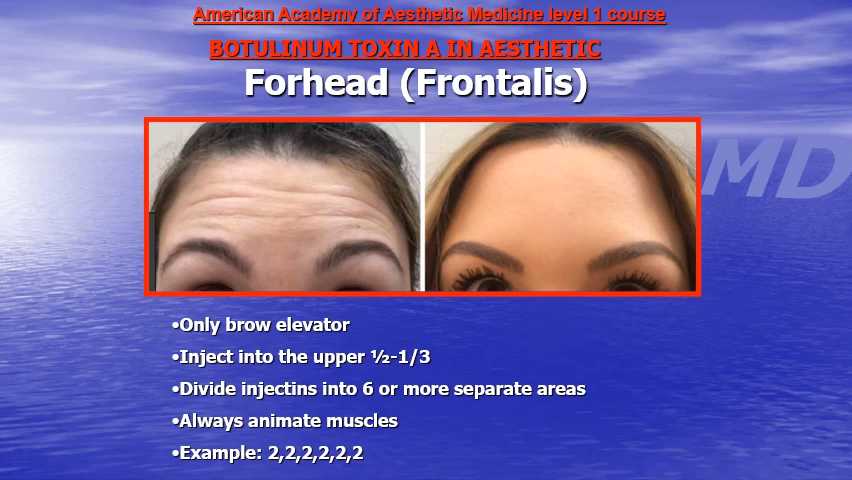 American Academy of Aesthetic Medicine level 1 course
BOTULINUM TOXIN A IN AESTHETIC
Forhead (Frontalis)
MD
•Only brow elevator
•Inject into the upper ½-1/3
•Divide injectins into 6 or more separate areas
•Always animate muscles
•Example: 2,2,2,2,2,2